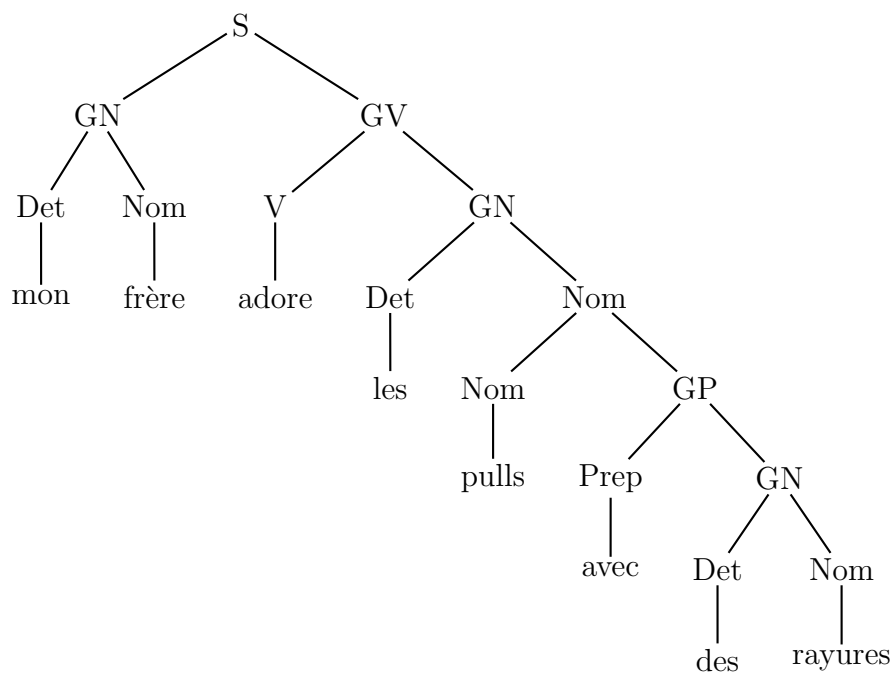 S
GN GV
Det Nom V GN
mon frère adore Det Nom
les Nom GP
pulls Prep GN
avec Det Nom
des rayures